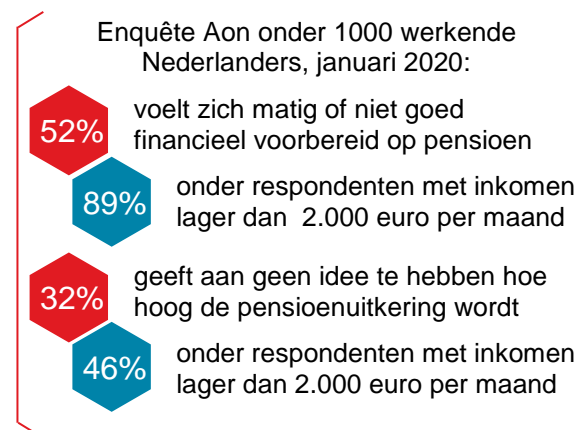 Enquête Aon onder 1000 werkende
Nederlanders, januari 2020:
52%
voelt zich matig of niet goed
financieel voorbereid op pensioen
89%
onder respondenten met inkomen
lager dan 2.000 euro per maand
32%
geeft aan geen idee te hebben hoe
hoog de pensioenuitkering wordt
46%
onder respondenten met inkomen
lager dan 2.000 euro per maand